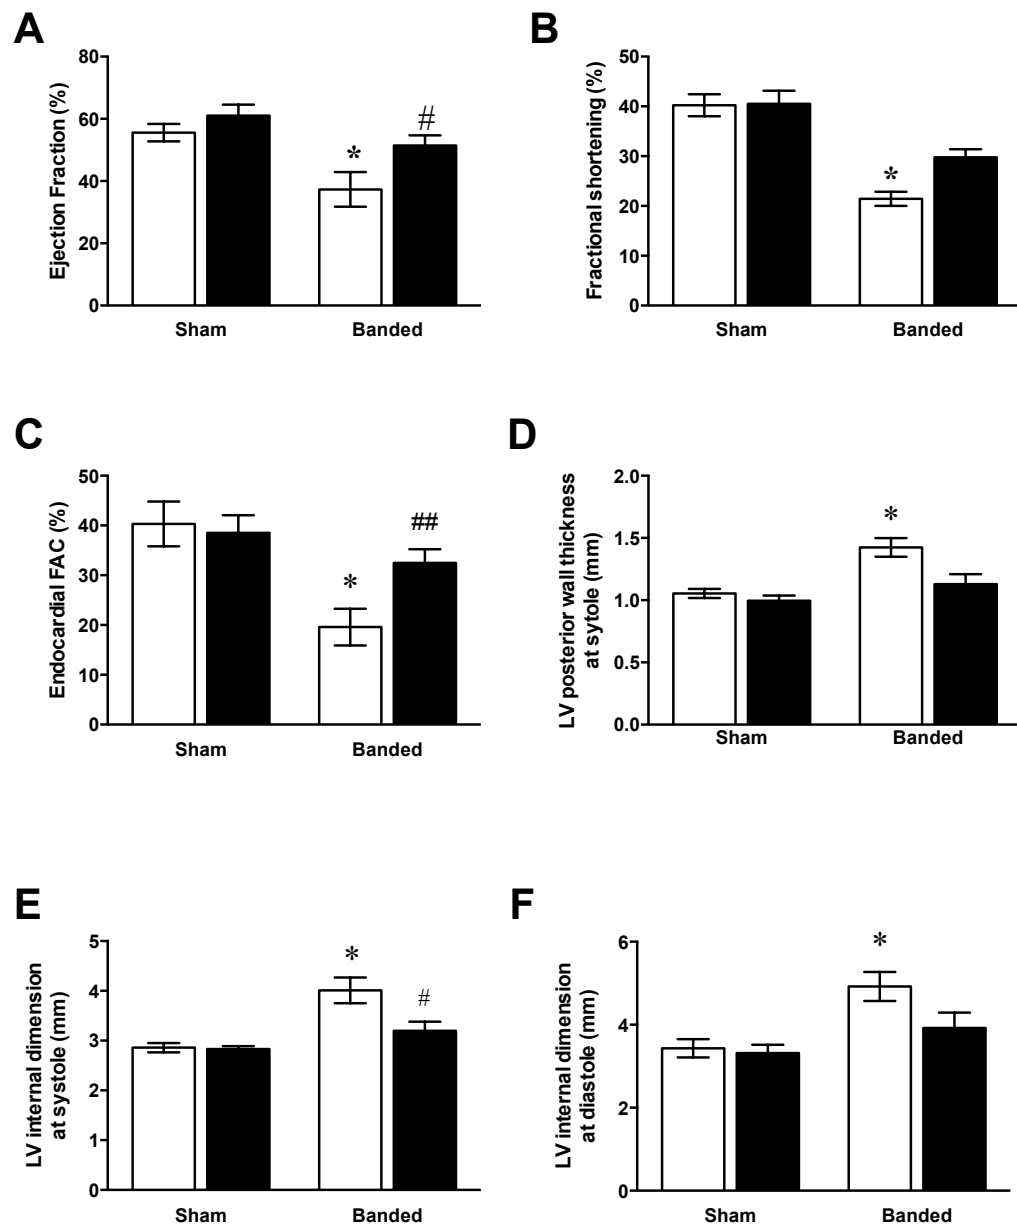 A
Ejection Fraction (%)
80
60
40
20
0
*
#
Sham
Banded
B
Fractional shortening (%)
50
40
30
20
10
0
*
Sham
Banded
C
Endocardial FAC (%)
50
40
30
20
10
0
*
##
Sham
Banded
D
LV posterior wall thickness
at sytole (mm)
2.0
1.5
1.0
0.5
0.0
*
Sham
Banded
E
LV internal dimension
at systole (mm)
5
4
3
2
1
0
*
#
Sham
Banded
F
LV internal dimension
at diastole (mm)
6
4
2
0
*
Sham
Banded